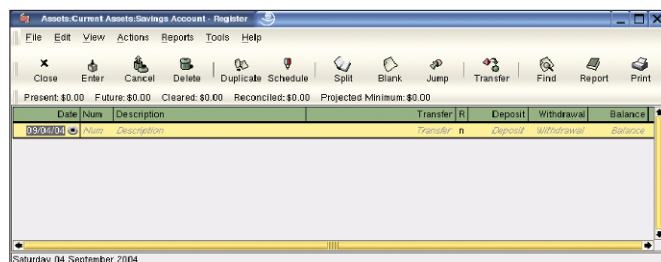 Assets:Current Assets:Savings Account - Register
File Edit View Actions Reports Tools Help
Close Enter Cancel Delete Duplicate Schedule Split Blank Jump Transfer Find Report Print
Present: $0.00 Future: $0.00 Cleared: $0.00 Reconciled: $0.00 Projected Minimum: $0.00
Date Num Description Transfer R Deposit Withdrawal Balance
09/04/04 Num Description Transfer n Deposit Withdrawal Balance
Saturday 04 September 2004